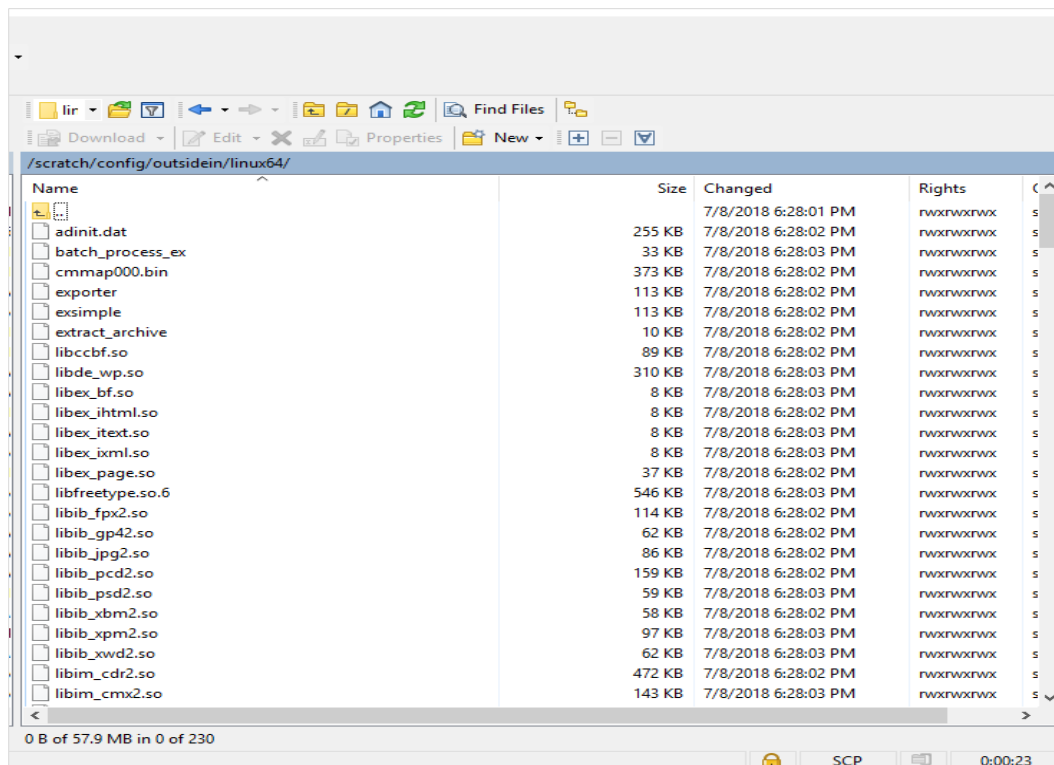 lir
Find Files
Download Edit Properties New
/scratch/config/outsidein/linux64/
Name Size Changed Rights
.. 7/8/2018 6:28:01 PM rwxrwxrwx s
adinit.dat 255 KB 7/8/2018 6:28:02 PM rwxrwxrwx s
batch_process_ex 33 KB 7/8/2018 6:28:03 PM rwxrwxrwx s
cmmap000.bin 373 KB 7/8/2018 6:28:02 PM rwxrwxrwx s
exporter 113 KB 7/8/2018 6:28:02 PM rwxrwxrwx s
exsimple 113 KB 7/8/2018 6:28:02 PM rwxrwxrwx s
extract_archive 10 KB 7/8/2018 6:28:02 PM rwxrwxrwx s
libccbf.so 89 KB 7/8/2018 6:28:02 PM rwxrwxrwx s
libde_wp.so 310 KB 7/8/2018 6:28:02 PM rwxrwxrwx s
libex_bf.so 8 KB 7/8/2018 6:28:03 PM rwxrwxrwx s
libex_ihtml.so 8 KB 7/8/2018 6:28:02 PM rwxrwxrwx s
libex_itext.so 8 KB 7/8/2018 6:28:03 PM rwxrwxrwx s
libex_ixml.so 8 KB 7/8/2018 6:28:03 PM rwxrwxrwx s
libex_page.so 37 KB 7/8/2018 6:28:02 PM rwxrwxrwx s
libfreetype.so.6 546 KB 7/8/2018 6:28:03 PM rwxrwxrwx s
libib_fpx2.so 114 KB 7/8/2018 6:28:02 PM rwxrwxrwx s
libib_gp42.so 62 KB 7/8/2018 6:28:02 PM rwxrwxrwx s
libib_jpg2.so 86 KB 7/8/2018 6:28:02 PM rwxrwxrwx s
libib_pcd2.so 159 KB 7/8/2018 6:28:02 PM rwxrwxrwx s
libib_psd2.so 59 KB 7/8/2018 6:28:03 PM rwxrwxrwx s
libib_xbm2.so 58 KB 7/8/2018 6:28:02 PM rwxrwxrwx s
libib_xpm2.so 97 KB 7/8/2018 6:28:03 PM rwxrwxrwx s
libib_xwd2.so 62 KB 7/8/2018 6:28:03 PM rwxrwxrwx s
libim_cdr2.so 472 KB 7/8/2018 6:28:02 PM rwxrwxrwx s
libim_cmx2.so 143 KB 7/8/2018 6:28:03 PM rwxrwxrwx s
0 B of 57.9 MB in 0 of 230
SCP 0:00:23